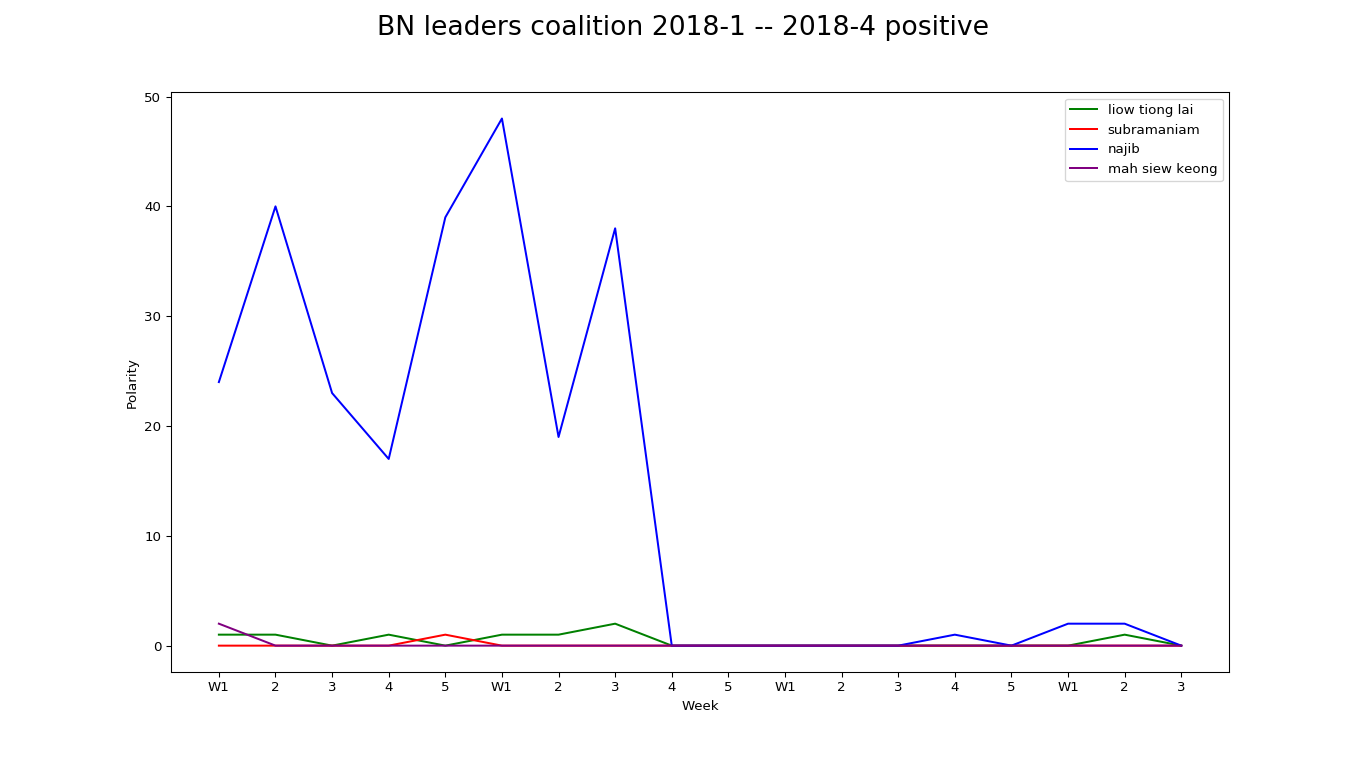 BN leaders coalition 2018-1 -- 2018-4 positive
50
40
30
20
10
0
Polarity
liow tiong lai
subramaniam
najib
mah siew keong
W1 2 3 4 5 W1 2 3 4 5 W1 2 3 4 5 W1 2 3
Week